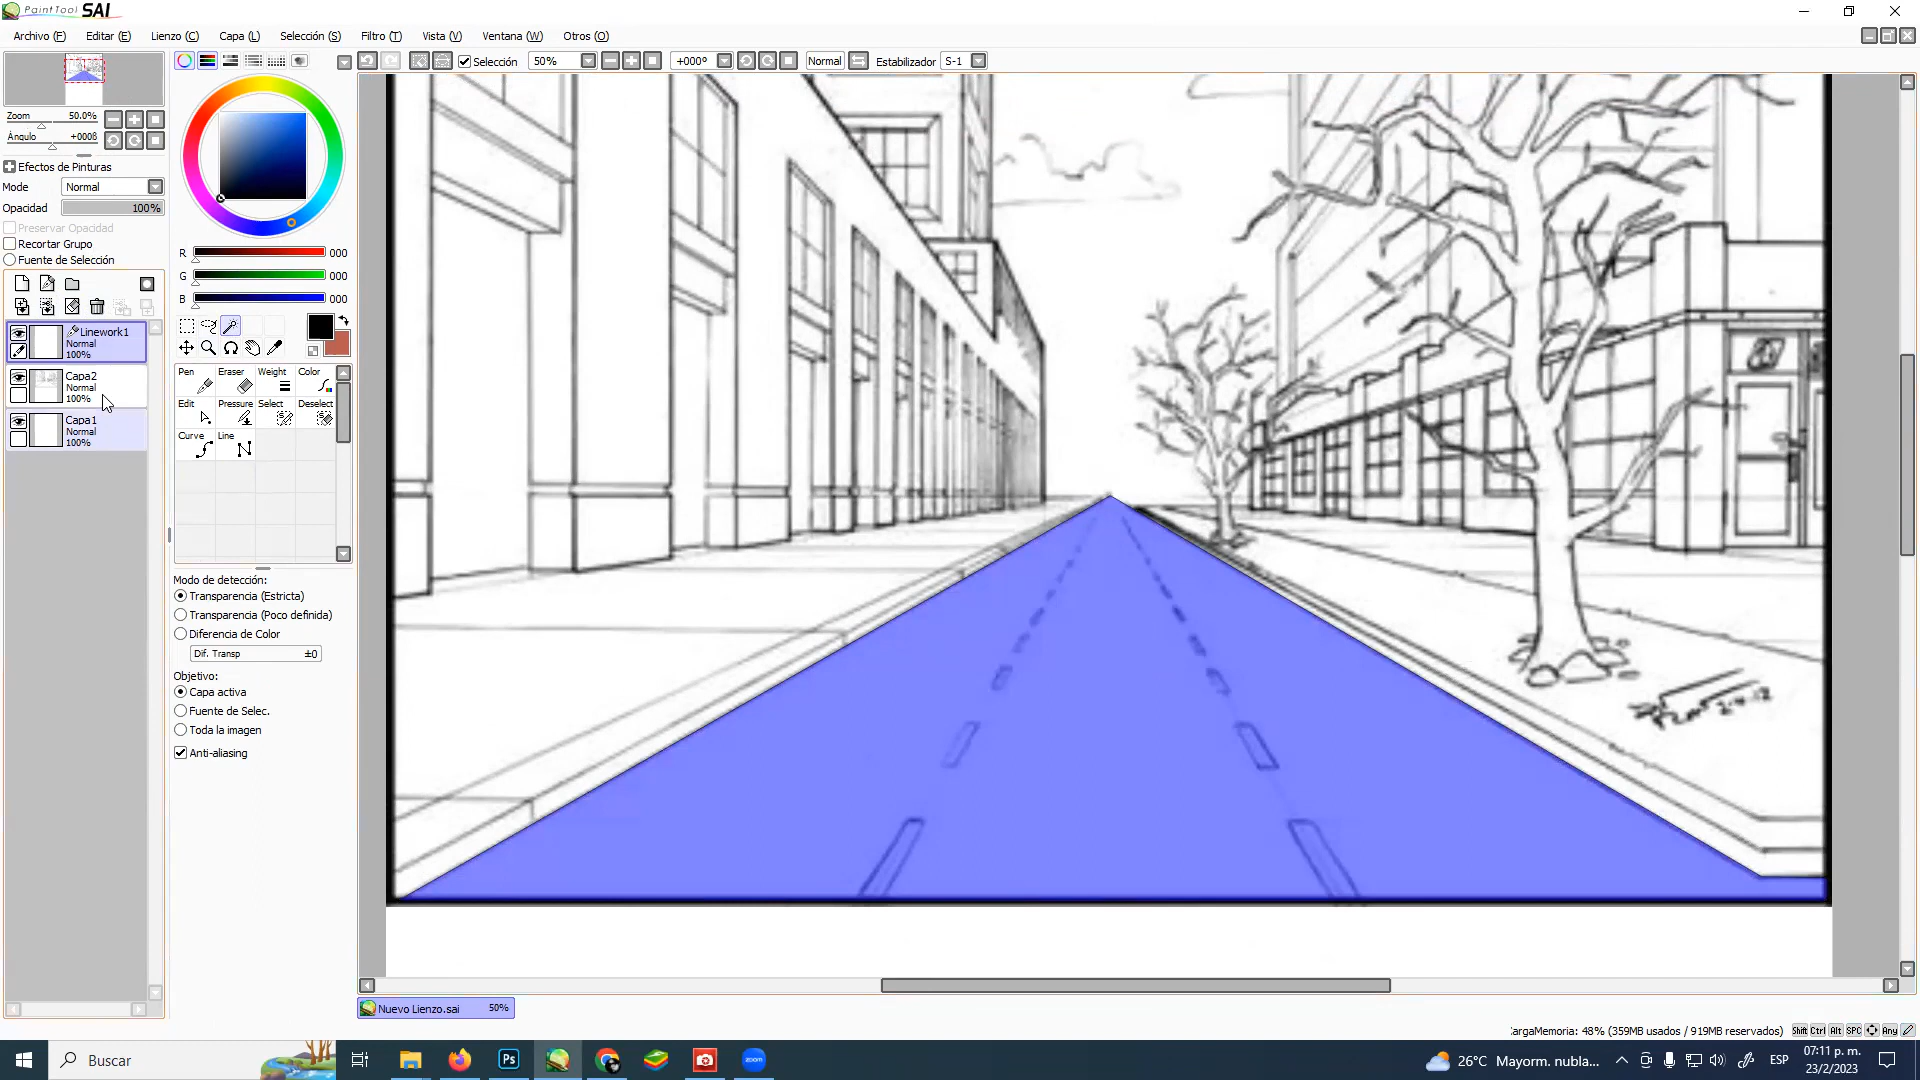 PaintTool SAI
Archivo (F) Editar (E) Lienzo (C) Capa (L) Selección (S) Filtro (T) Vista (V) Ventana (W) Otros (O)
Selección 50% +000º Normal Estabilizador S-1
Zoom 50.0%
Ángulo +000ß
Efectos de Pinturas
Mode Normal
Opacidad 100%
Preservar Opacidad
Recortar Grupo
Fuente de Selección
Linework1
Normal
100%
Capa2
Normal
100%
Capa1
Normal
100%
R 000
G 000
B 000
Pen Eraser Weight Color
Edit Pressure Select Deselect
Curve Line
Modo de detección:
Transparencia (Estricta)
Transparencia (Poco definida)
Diferencia de Color
Dif. Transp ±0
Objetivo:
Capa activa
Fuente de Selec.
Toda la imagen
Anti-aliasing
Nuevo Lienzo.sai 50%
CargaMemoria: 48% (359MB usados / 919MB reservados) Shift Ctrl Alt SPC Any
Buscar
Ps
zoom
26°C Mayorm. nubla...
ESP
07:11 p. m.
23/2/2023